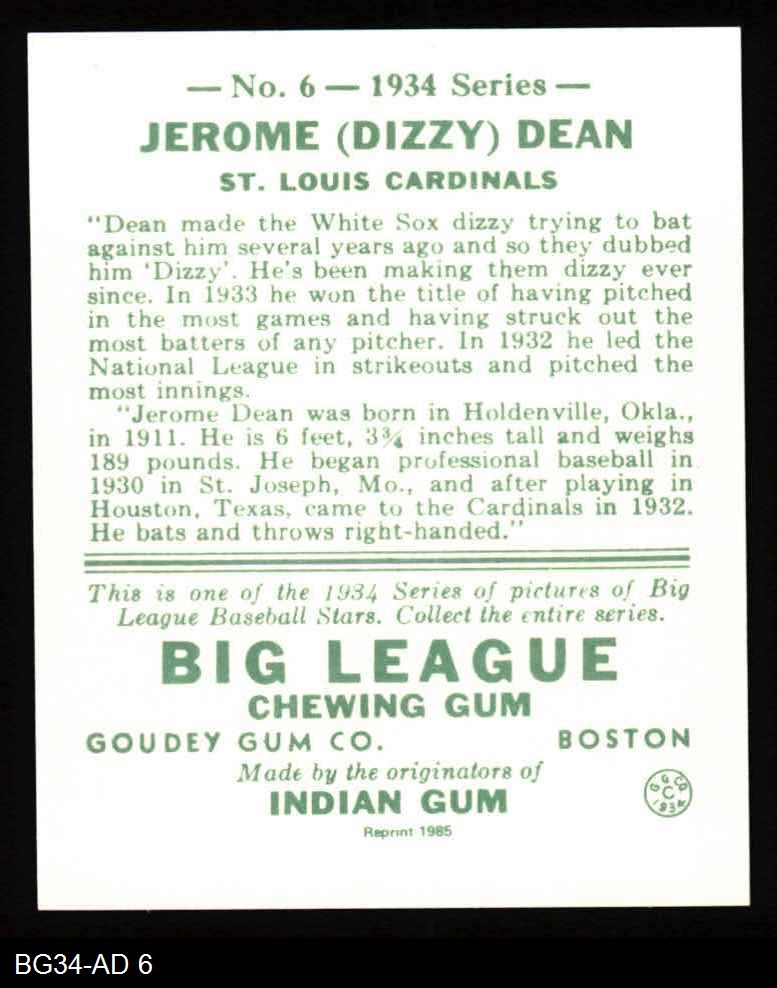 — No. 6 — 1934 Series —
JEROME (DIZZY) DEAN
ST. LOUIS CARDINALS
"Dean made the White Sox dizzy trying to bat
against him several years ago and so they dubbed
him 'Dizzy'. He's been making them dizzy ever
since. In 1933 he won the title of having pitched
in the most games and having struck out the
most batters of any pitcher. In 1932 he led the
National League in strikeouts and pitched the
most innings.
"Jerome Dean was born in Holdenville, Okla.,
in 1911. He is 6 feet, 3¾ inches tall and weighs
189 pounds. He began professional baseball in
1930 in St. Joseph, Mo., and after playing in
Houston, Texas, came to the Cardinals in 1932.
He bats and throws right-handed."
This is one of the 1934 Series of pictures of Big
League Baseball Stars. Collect the entire series.
BIG LEAGUE
CHEWING GUM
GOUDEY GUM CO. BOSTON
Made by the originators of
INDIAN GUM
G G CO
C
1934
Reprint 1985
BG34-AD 6